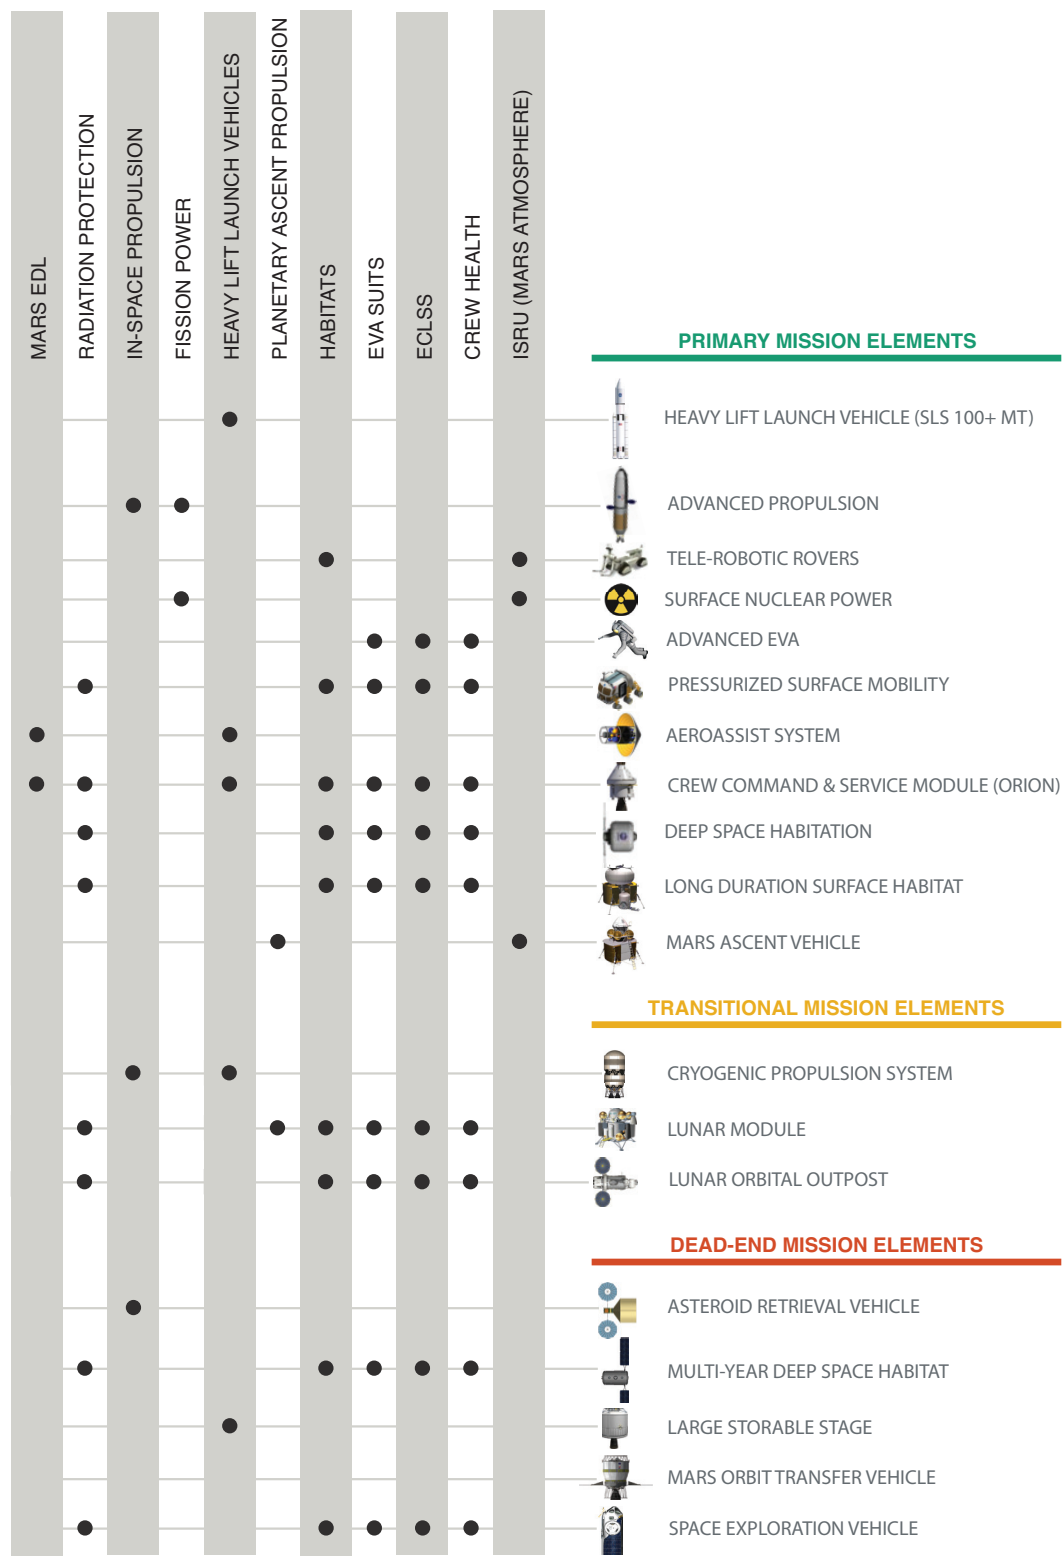 MARS EDL
RADIATION PROTECTION
IN-SPACE PROPULSION
FISSION POWER
HEAVY LIFT LAUNCH VEHICLES
PLANETARY ASCENT PROPULSION
HABITATS
EVA SUITS
ECLSS
CREW HEALTH
ISRU (MARS ATMOSPHERE)
PRIMARY MISSION ELEMENTS
HEAVY LIFT LAUNCH VEHICLE (SLS 100+ MT)
ADVANCED PROPULSION
TELE-ROBOTIC ROVERS
SURFACE NUCLEAR POWER
ADVANCED EVA
PRESSURIZED SURFACE MOBILITY
AEROASSIST SYSTEM
CREW COMMAND & SERVICE MODULE (ORION)
DEEP SPACE HABITATION
LONG DURATION SURFACE HABITAT
MARS ASCENT VEHICLE
TRANSITIONAL MISSION ELEMENTS
CRYOGENIC PROPULSION SYSTEM
LUNAR MODULE
LUNAR ORBITAL OUTPOST
DEAD-END MISSION ELEMENTS
ASTEROID RETRIEVAL VEHICLE
MULTI-YEAR DEEP SPACE HABITAT
LARGE STORABLE STAGE
MARS ORBIT TRANSFER VEHICLE
SPACE EXPLORATION VEHICLE